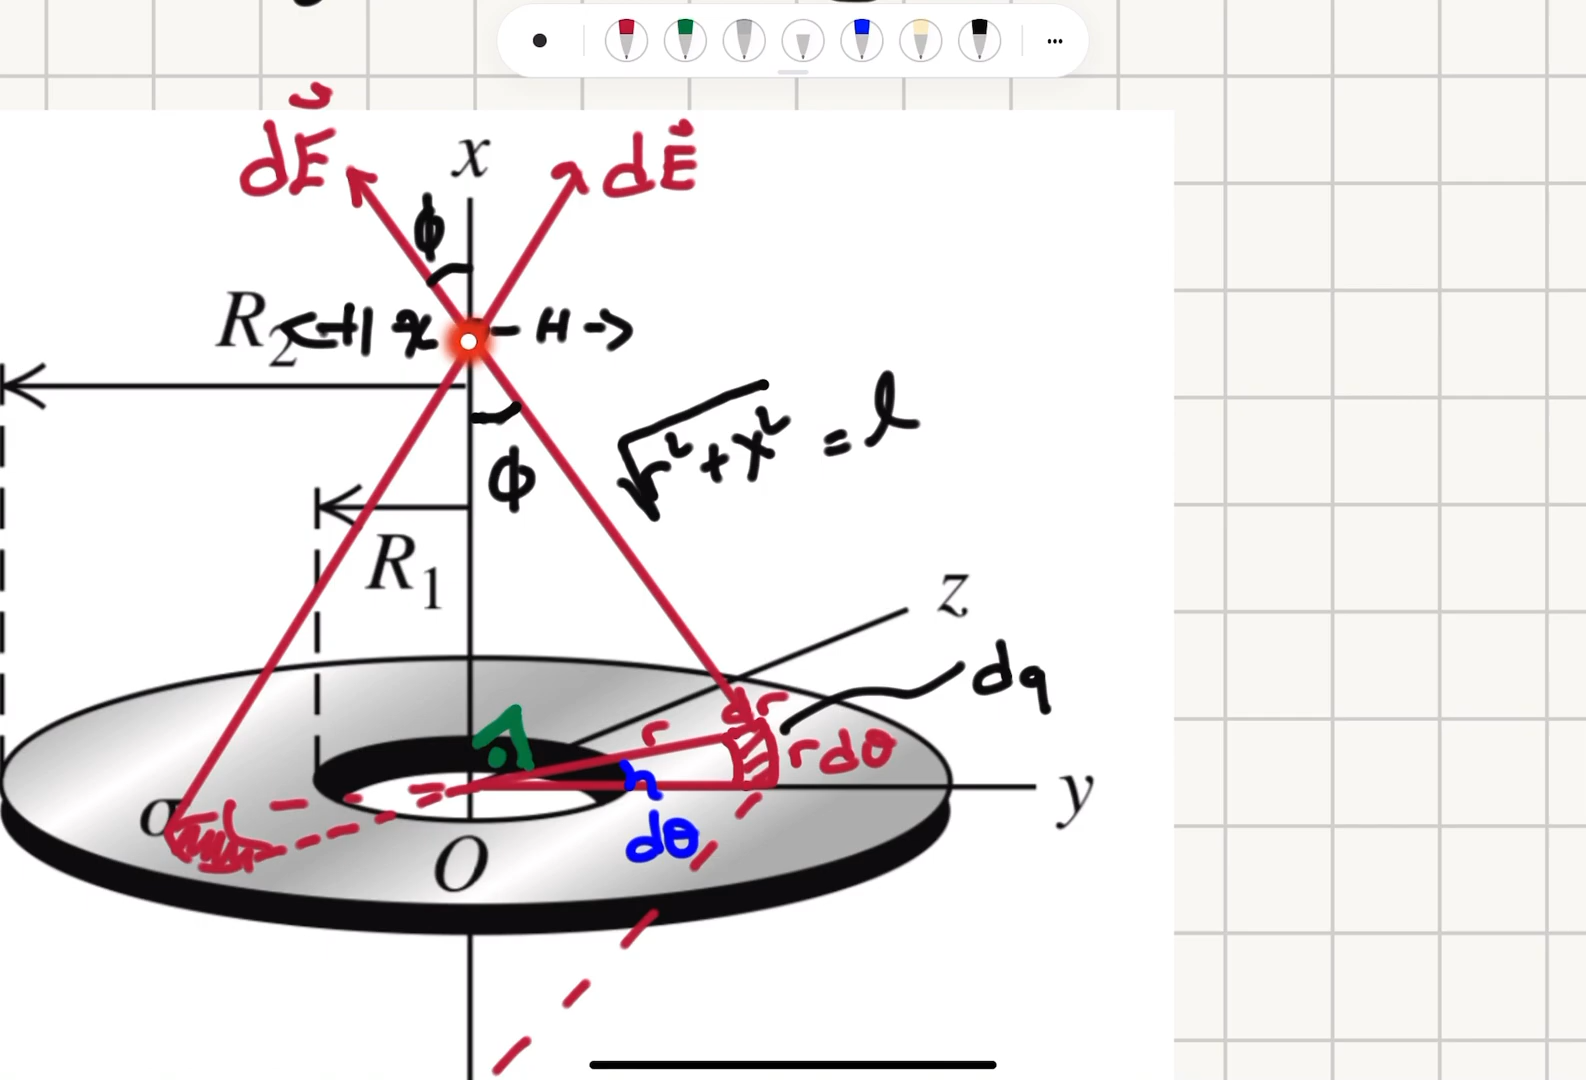 dE⃗
x
dE⃗
ϕ
R₂
x
√r²+x² = l
ϕ
R₁
z
dq
dr
r
rdθ
σ
y
dθ
O